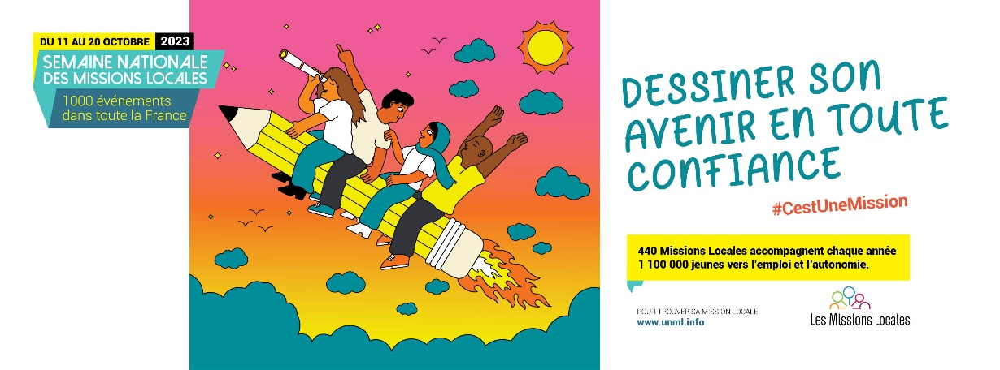 DU 11 AU 20 OCTOBRE 2023
SEMAINE NATIONALE
DES MISSIONS LOCALES
1000 événements
dans toute la France
DESSINER SON
AVENIR EN TOUTE
CONFIANCE
#CestUneMission
440 Missions Locales accompagnent chaque année
1 100 000 jeunes vers l'emploi et l'autonomie.
POUR TROUVER SA MISSION LOCALE
www.unml.info
Les Missions Locales